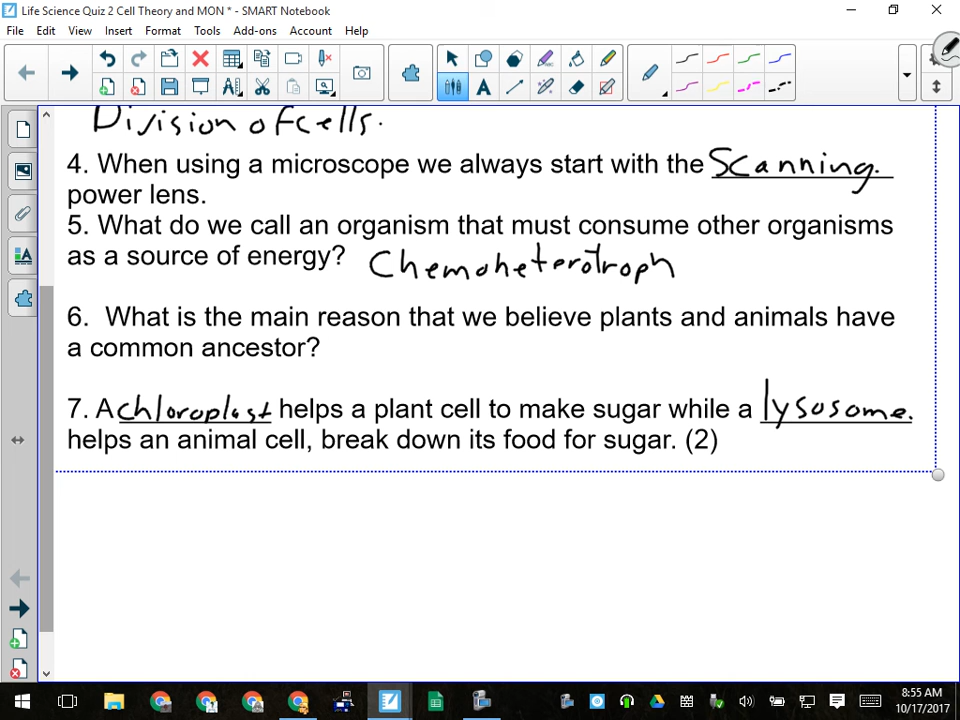 Life Science Quiz 2 Cell Theory and MON * - SMART Notebook
File Edit View Insert Format Tools Add-ons Account Help
Division of cells.
4. When using a microscope we always start with the Scanning.
power lens.
5. What do we call an organism that must consume other organisms
as a source of energy? Chemoheterotroph
6. What is the main reason that we believe plants and animals have
a common ancestor?
7. A chloroplast helps a plant cell to make sugar while a lysosome.
helps an animal cell, break down its food for sugar. (2)
8:55 AM
10/17/2017